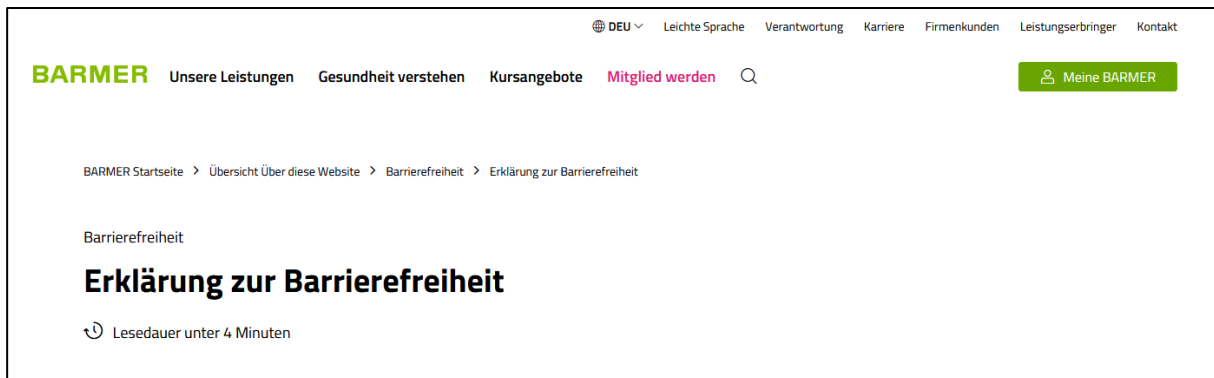 DEU Leichte Sprache Verantwortung Karriere Firmenkunden Leistungserbringer Kontakt
BARMER Unsere Leistungen Gesundheit verstehen Kursangebote Mitglied werden Meine BARMER
BARMER Startseite > Übersicht Über diese Website > Barrierefreiheit > Erklärung zur Barrierefreiheit
Barrierefreiheit
Erklärung zur Barrierefreiheit
Lesedauer unter 4 Minuten